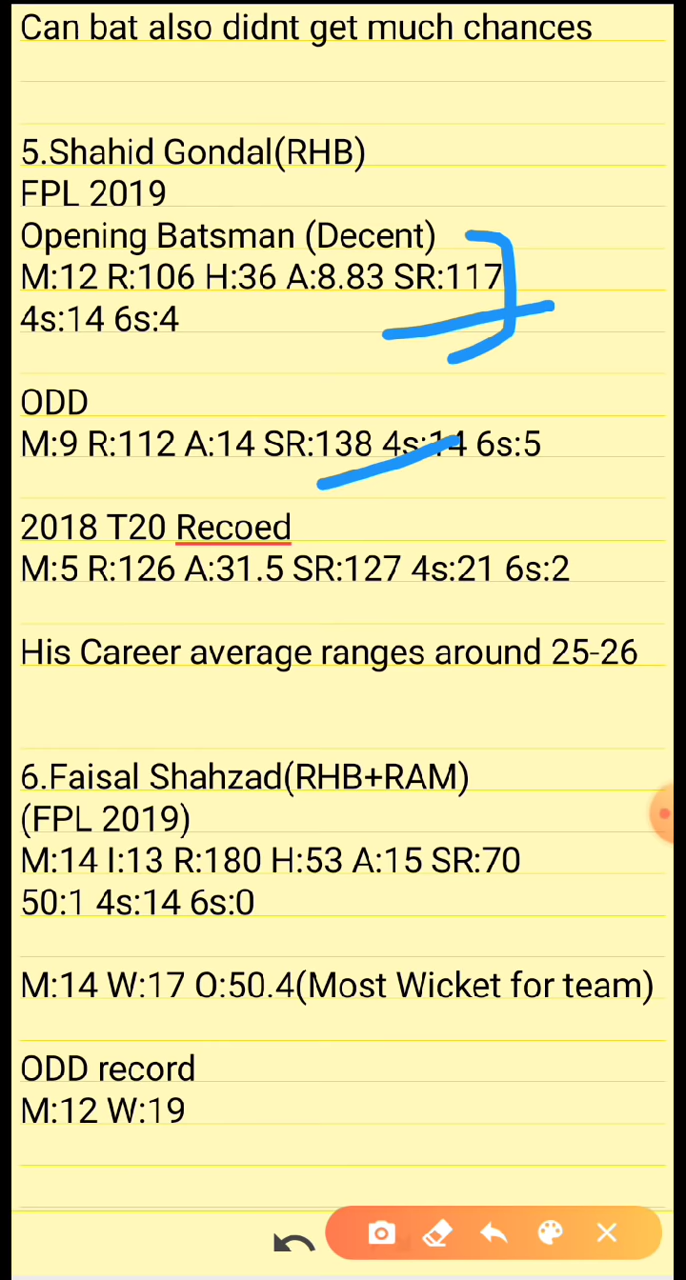 Can bat also didnt get much chances
5.Shahid Gondal(RHB)
FPL 2019
Opening Batsman (Decent)
M:12 R:106 H:36 A:8.83 SR:117
4s:14 6s:4
ODD
M:9 R:112 A:14 SR:138 4s:14 6s:5
2018 T20 Recoed
M:5 R:126 A:31.5 SR:127 4s:21 6s:2
His Career average ranges around 25-26
6.Faisal Shahzad(RHB+RAM)
(FPL 2019)
M:14 I:13 R:180 H:53 A:15 SR:70
50:1 4s:14 6s:0
M:14 W:17 O:50.4(Most Wicket for team)
ODD record
M:12 W:19